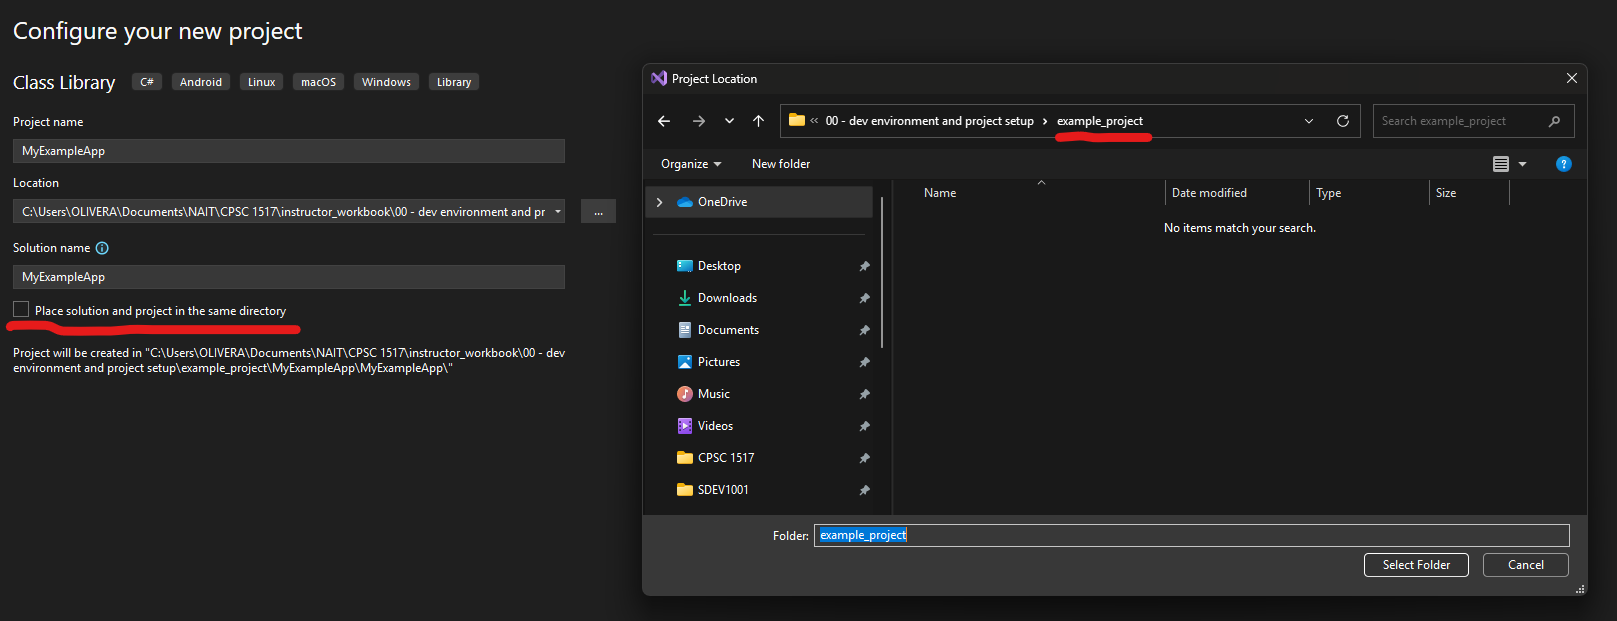 Configure your new project
Class Library C# Android Linux macOS Windows Library
Project name
MyExampleApp
Location
C:\Users\OLIVERA\Documents\NAIT\CPSC 1517\instructor_workbook\00 - dev environment and pr
...
Solution name
MyExampleApp
Place solution and project in the same directory
Project will be created in "C:\Users\OLIVERA\Documents\NAIT\CPSC 1517\instructor_workbook\00 - dev
environment and project setup\example_project\MyExampleApp\MyExampleApp\"
Project Location
« 00 - dev environment and project setup › example_project
Search example_project
Organize New folder
?
Name Date modified Type Size
No items match your search.
OneDrive
Desktop
Downloads
Documents
Pictures
Music
Videos
CPSC 1517
SDEV1001
Folder: example_project
Select Folder Cancel